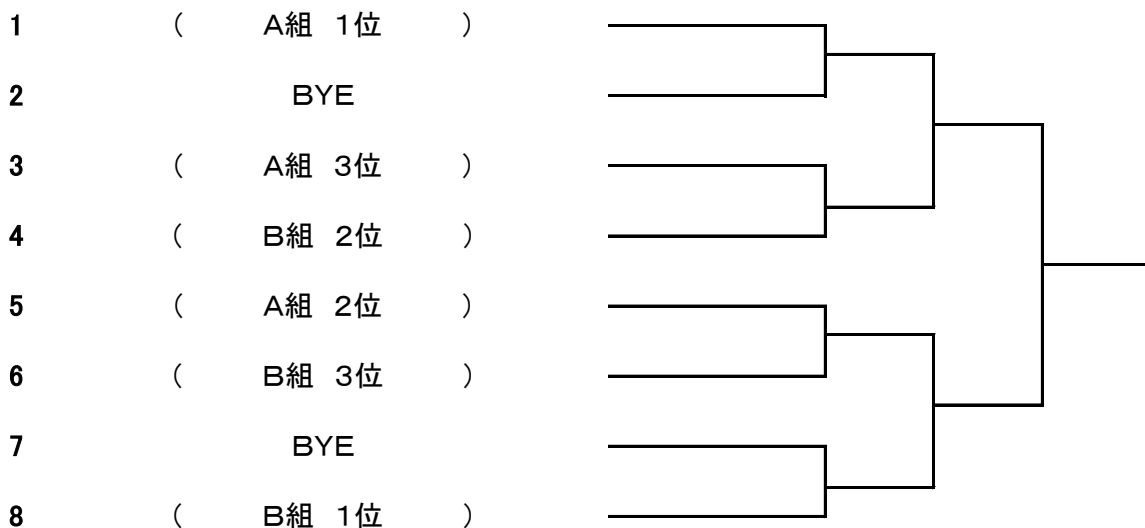 1 ( A組 1位 )
2 BYE
3 ( A組 3位 )
4 ( B組 2位 )
5 ( A組 2位 )
6 ( B組 3位 )
7 BYE
8 ( B組 1位 )